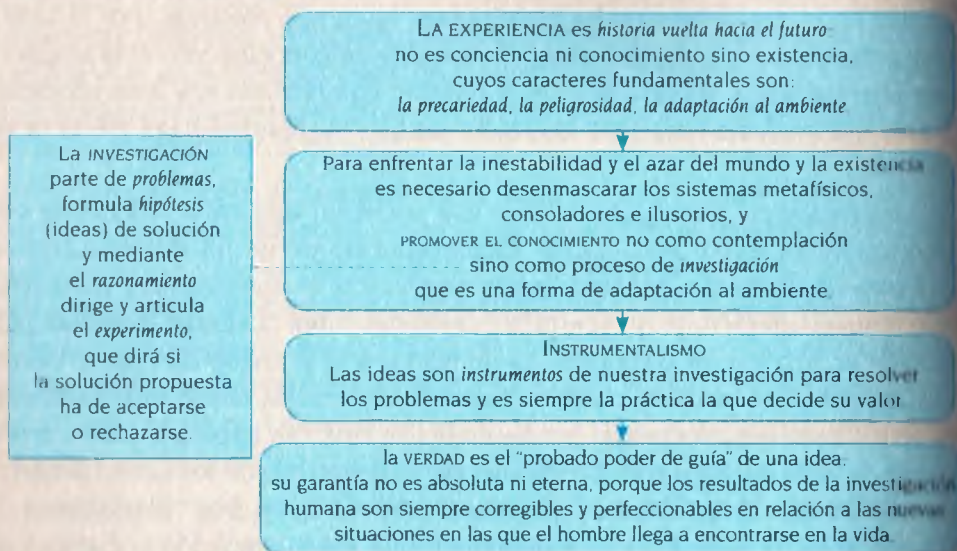 LA EXPERIENCIA es historia vuelta hacia el futuro:
no es conciencia ni conocimiento sino existencia,
cuyos caracteres fundamentales son:
la precariedad, la peligrosidad, la adaptación al ambiente
La INVESTIGACIÓN
parte de problemas,
formula hipótesis
(ideas) de solución
y mediante
el razonamiento
dirige y articula
el experimento,
que dirá si
la solución propuesta
ha de aceptarse
o rechazarse.
Para enfrentar la inestabilidad y el azar del mundo y la existencia
es necesario desenmascarar los sistemas metafísicos,
consoladores e ilusorios, y
PROMOVER EL CONOCIMIENTO no como contemplación
sino como proceso de investigación
que es una forma de adaptación al ambiente
INSTRUMENTALISMO
Las ideas son instrumentos de nuestra investigación para resolver
los problemas y es siempre la práctica la que decide su valor
la VERDAD es el "probado poder de guía" de una idea:
su garantía no es absoluta ni eterna, porque los resultados de la investigación
humana son siempre corregibles y perfeccionables en relación a las nuevas
situaciones en las que el hombre llega a encontrarse en la vida.